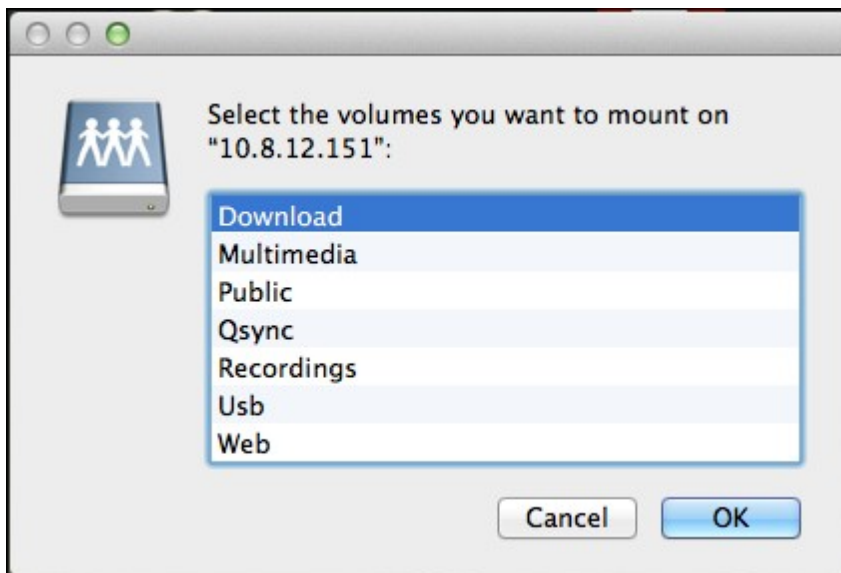 Select the volumes you want to mount on
"10.8.12.151":
Download
Multimedia
Public
Qsync
Recordings
Usb
Web
Cancel
OK